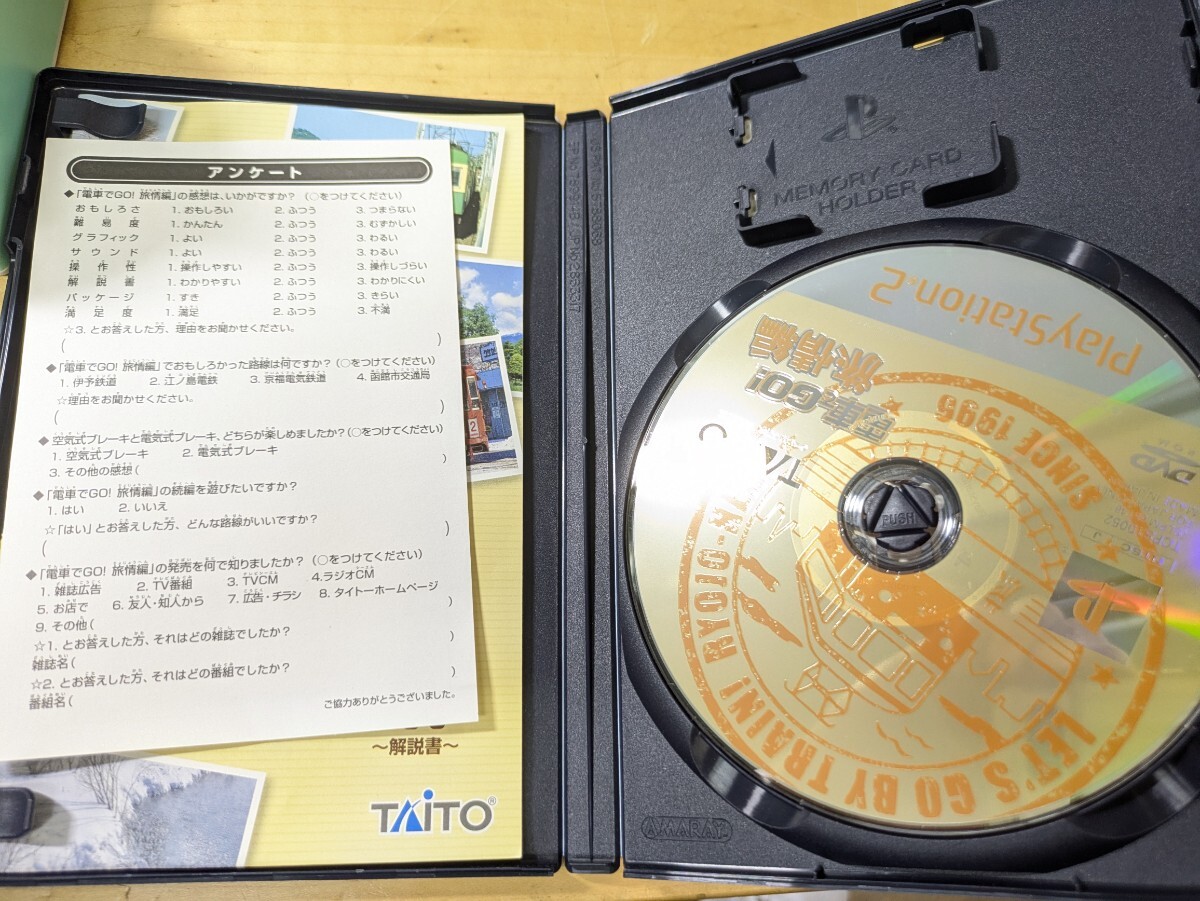 アンケート
◆「電車でGO! 旅情編」の感想は、いかがですか?(○をつけてください)
おもしろさ 1. おもしろい 2. ふつう 3. つまらない
難易度 1. かんたん 2. ふつう 3. むずかしい
グラフィック 1. よい 2. ふつう 3. わるい
サウンド 1. よい 2. ふつう 3. わるい
操作性 1. 操作しやすい 2. ふつう 3. 操作しづらい
解説書 1. わかりやすい 2. ふつう 3. わかりにくい
パッケージ 1. すき 2. ふつう 3. きらい
満足度 1. 満足 2. ふつう 3. 不満
☆3. とお答えした方、理由をお聞かせください。
( )
◆「電車でGO! 旅情編」でおもしろかった路線は何ですか?(○をつけてください)
1. 伊予鉄道 2. 江ノ島電鉄 3. 京福電気鉄道 4. 函館市交通局
☆理由をお聞かせください。
( )
◆空気式ブレーキと電気式ブレーキ、どちらが楽しめましたか?(○をつけてください)
1. 空気式ブレーキ 2. 電気式ブレーキ
3. その他の感想( )
◆「電車でGO! 旅情編」の続編を遊びたいですか?
1. はい 2. いいえ
☆「はい」とお答えした方、どんな路線がいいですか?
( )
◆「電車でGO! 旅情編」の発売を何で知りましたか?(○をつけてください)
1. 雑誌広告 2. TV番組 3. TVCM 4.ラジオCM
5. お店で 6. 友人・知人から 7. 広告・チラシ 8. タイトーホームページ
9. その他( )
☆1. とお答えした方、それはどの雑誌でしたか?
雑誌名( )
☆2. とお答えした方、それはどの番組でしたか?
番組名( )
ご協力ありがとうございました。
～解説書～
TAITO®
MEMORY CARD
HOLDER
PlayStation.2
電車でGO!
旅情編
SINCE 1996
LET'S GO BY TRAIN!
PUSH
DVD
AMARAY